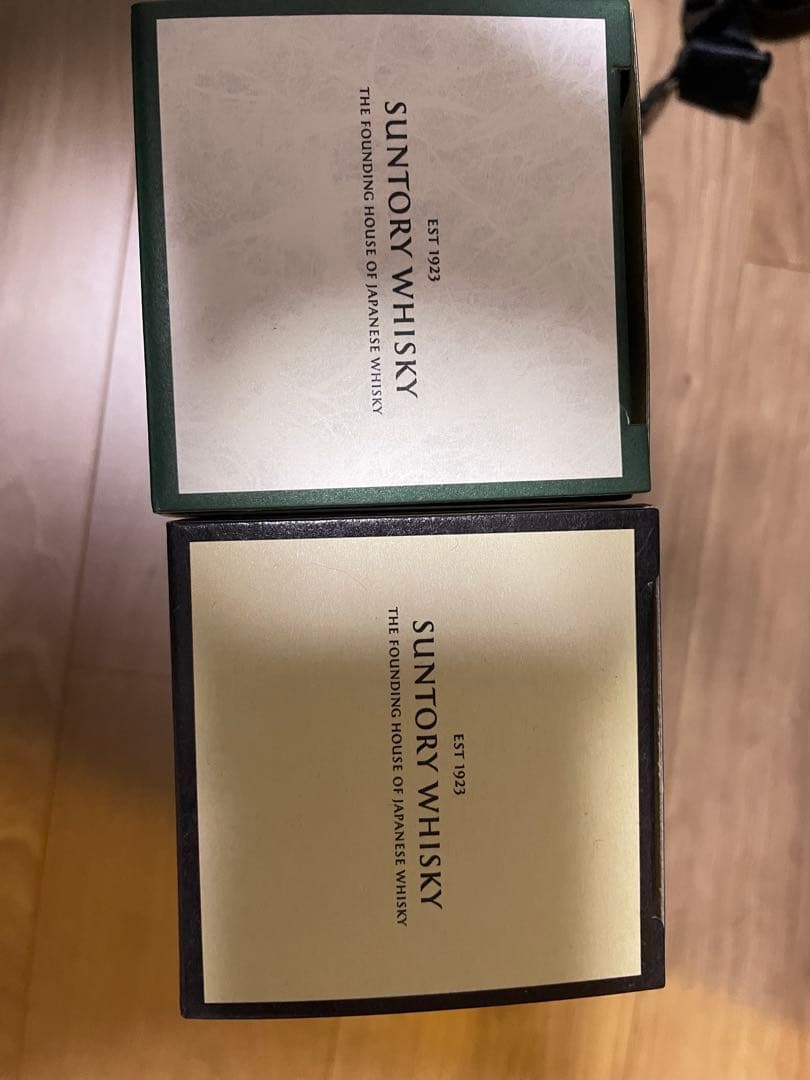 EST 1923
SUNTORY WHISKY
THE FOUNDING HOUSE OF JAPANESE WHISKY
EST 1923
SUNTORY WHISKY
THE FOUNDING HOUSE OF JAPANESE WHISKY